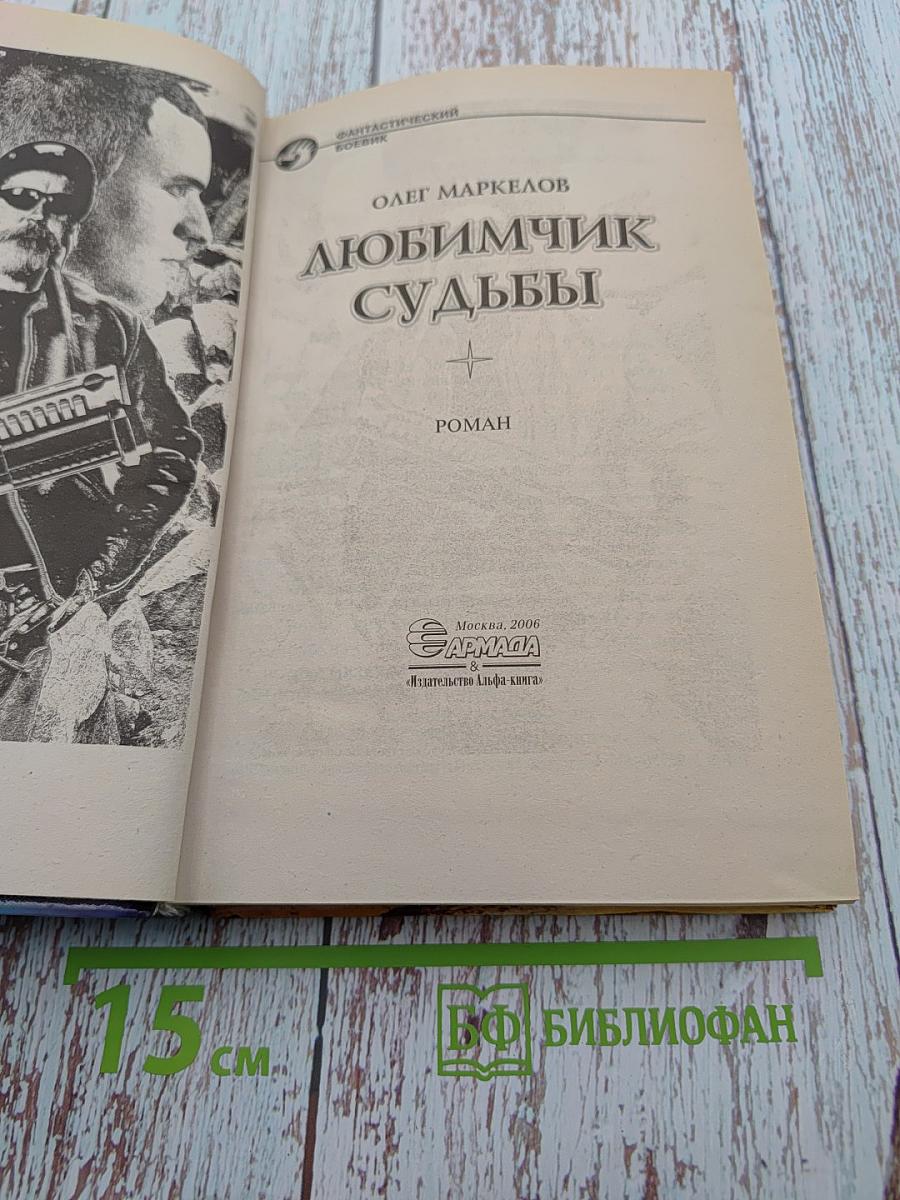 ФАНТАСТИЧЕСКИЙ
БОЕВИК
ОЛЕГ МАРКЕЛОВ
ЛЮБИМЧИК
СУДЬБЫ
РОМАН
Москва, 2006
АРМАДА
&
«Издательство Альфа-книга»
15 см
БФ БИБЛИОФАН